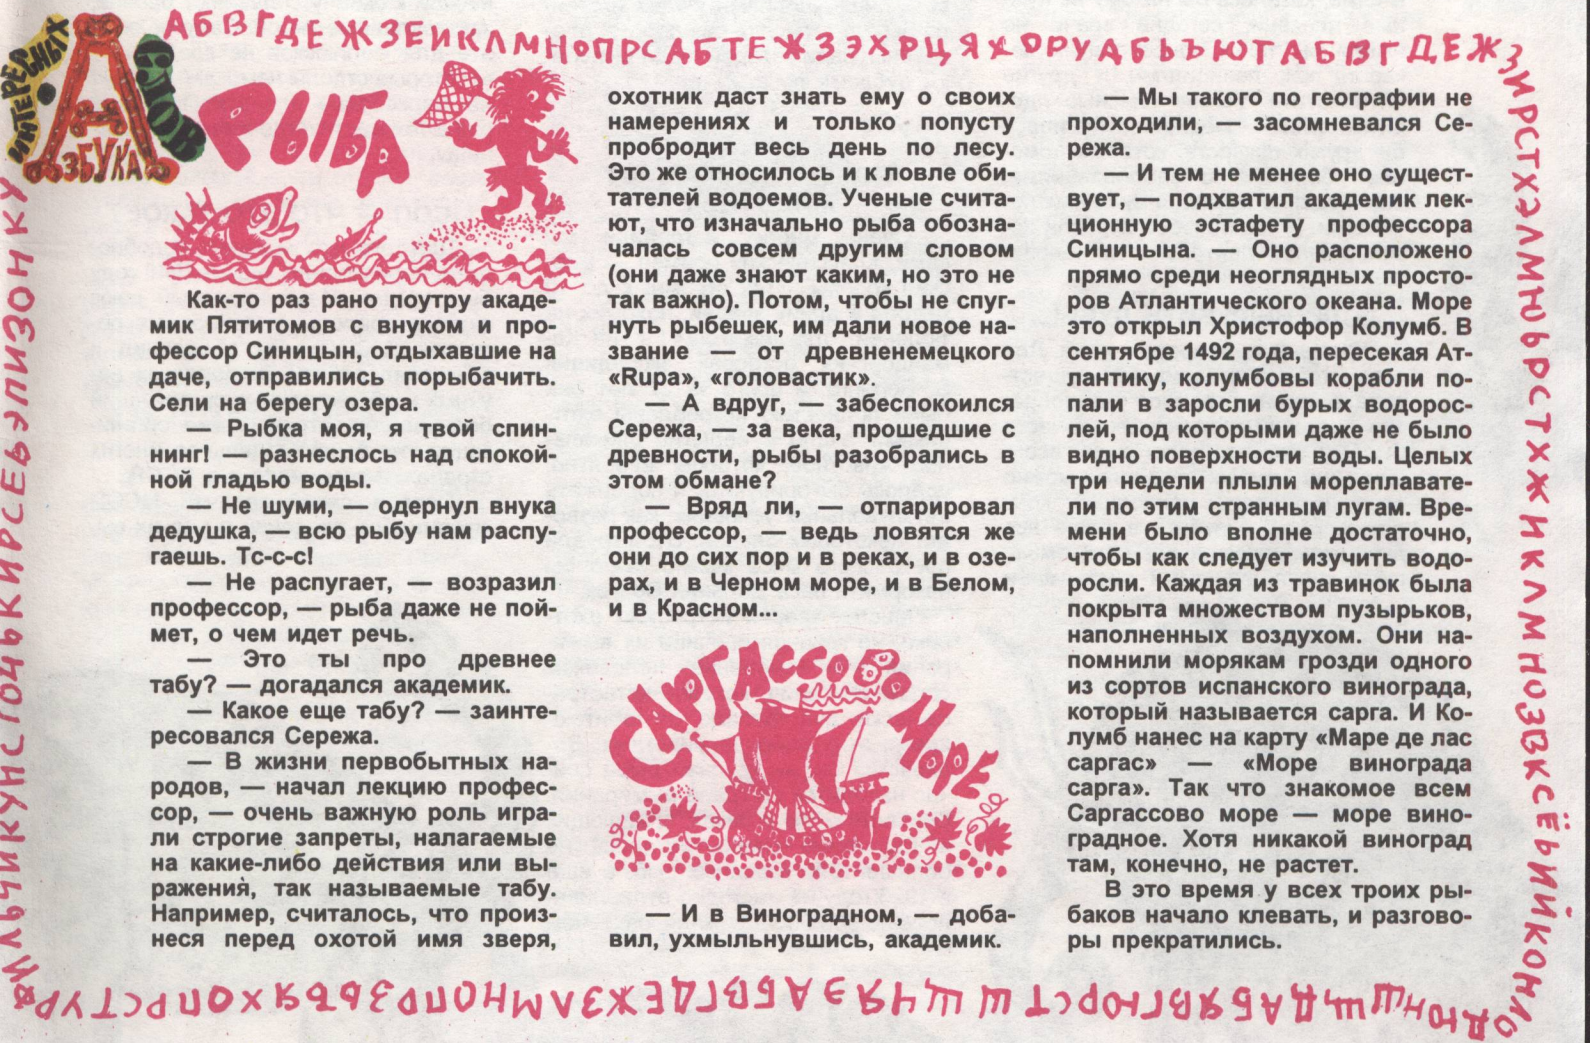 АЗБУКА
ИНТЕРЕСНЫХ
СЛОВ
РЫБА
Как-то раз рано поутру акаде-
мик Пятитомов с внуком и про-
фессор Синицын, отдыхавшие на
даче, отправились порыбачить.
Сели на берегу озера.
— Рыбка моя, я твой спин-
нинг! — разнеслось над спокой-
ной гладью воды.
— Не шуми, — одернул внука
дедушка, — всю рыбу нам распу-
гаешь. Тс-с-с!
— Не распугает, — возразил
профессор, — рыба даже не пой-
мет, о чем идет речь.
— Это ты про древнее
табу? — догадался академик.
— Какое еще табу? — заинте-
ресовался Сережа.
— В жизни первобытных на-
родов, — начал лекцию профес-
сор, — очень важную роль игра-
ли строгие запреты, налагаемые
на какие-либо действия или вы-
ражения, так называемые табу.
Например, считалось, что произ-
неся перед охотой имя зверя,
охотник даст знать ему о своих
намерениях и только попусту
пробродит весь день по лесу.
Это же относилось и к ловле оби-
тателей водоемов. Ученые счита-
ют, что изначально рыба обозна-
чалась совсем другим словом
(они даже знают каким, но это не
так важно). Потом, чтобы не спуг-
нуть рыбешек, им дали новое на-
звание — от древненемецкого
«Rupa», «головастик».
— А вдруг, — забеспокоился
Сережа, — за века, прошедшие с
древности, рыбы разобрались в
этом обмане?
— Вряд ли, — отпарировал
профессор, — ведь ловятся же
они до сих пор и в реках, и в озе-
рах, и в Черном море, и в Белом,
и в Красном...
САРГАССОВО МОРЕ
— И в Виноградном, — доба-
вил, ухмыльнувшись, академик.
— Мы такого по географии не
проходили, — засомневался Се-
режа.
— И тем не менее оно сущест-
вует, — подхватил академик лек-
ционную эстафету профессора
Синицына. — Оно расположено
прямо среди неоглядных просто-
ров Атлантического океана. Море
это открыл Христофор Колумб. В
сентябре 1492 года, пересекая Ат-
лантику, колумбовы корабли по-
пали в заросли бурых водорос-
лей, под которыми даже не было
видно поверхности воды. Целых
три недели плыли мореплавате-
ли по этим странным лугам. Вре-
мени было вполне достаточно,
чтобы как следует изучить водо-
росли. Каждая из травинок была
покрыта множеством пузырьков,
наполненных воздухом. Они на-
помнили морякам грозди одного
из сортов испанского винограда,
который называется сарга. И Ко-
лумб нанес на карту «Маре де лас
саргас» — «Море винограда
сарга». Так что знакомое всем
Саргассово море — море вино-
градное. Хотя никакой виноград
там, конечно, не растет.
В это время у всех троих ры-
баков начало клевать, и разгово-
ры прекратились.
АБВГДЕЖЗЕИКЛМНОПРСАБТЕЖЗЭХРЦЯХОРУАБЬЪЮТАБВГДЕЖ